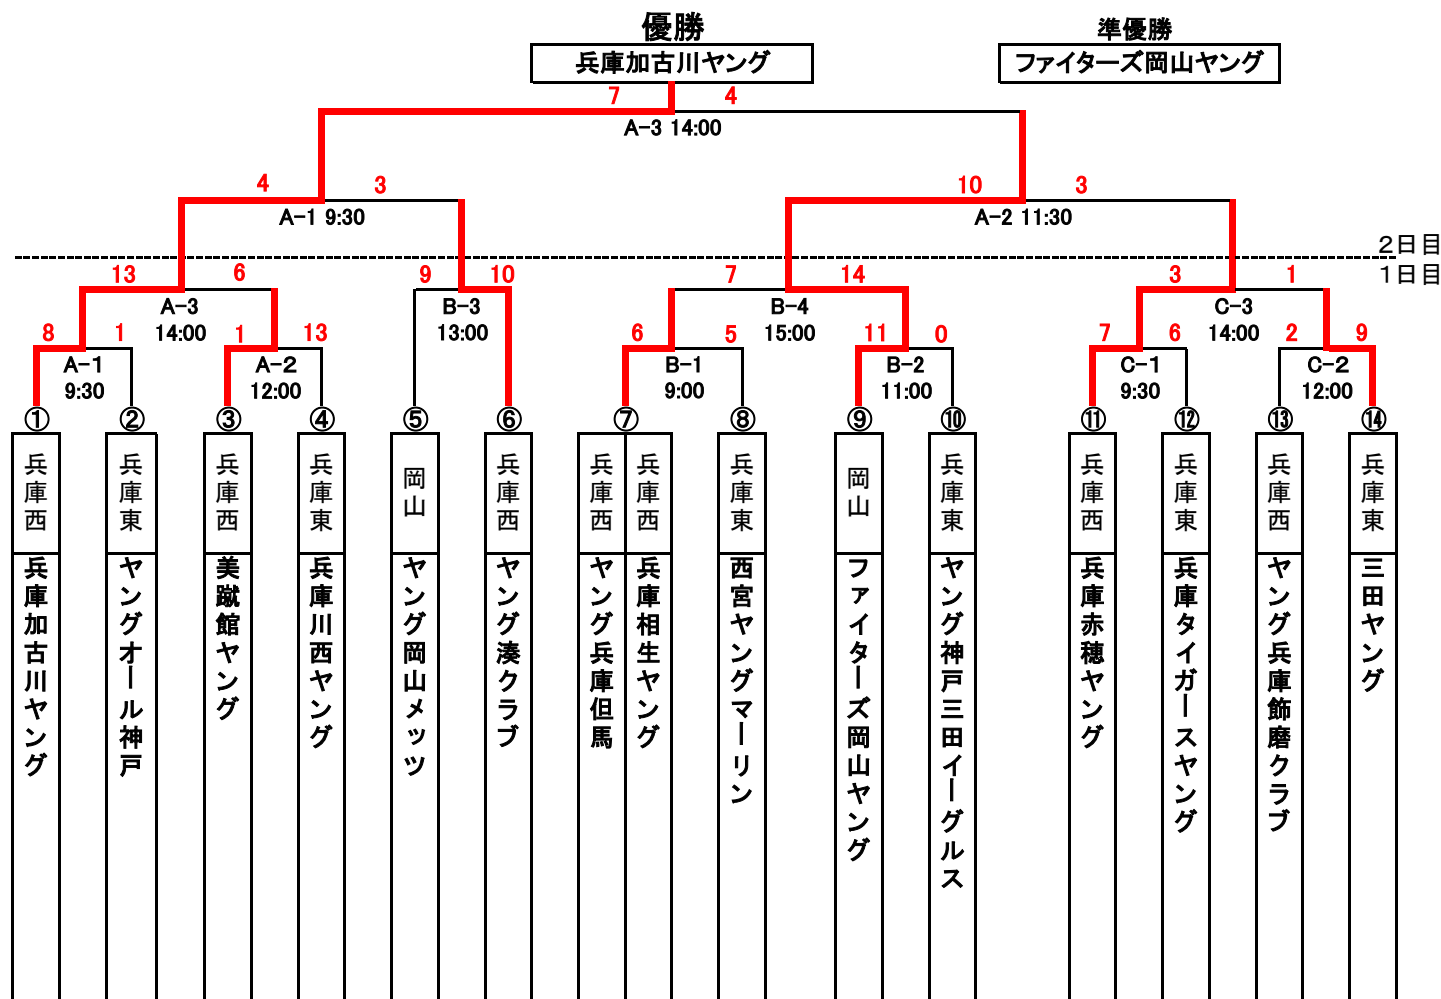 優勝
準優勝
兵庫加古川ヤング
ファイターズ岡山ヤング
7
4
A-3 14:00
4
3
10
3
A-1 9:30
A-2 11:30
2日目
1日目
13
6
9
10
7
14
3
1
A-3
14:00
B-3
13:00
B-4
15:00
C-3
14:00
8
1
1
13
6
5
11
0
7
6
2
9
A-1
9:30
A-2
12:00
B-1
9:00
B-2
11:00
C-1
9:30
C-2
12:00
①
②
③
④
⑤
⑥
⑦
⑧
⑨
⑩
⑪
⑫
⑬
⑭
兵庫西
兵庫加古川ヤング
兵庫東
ヤングオール神戸
兵庫西
美蹴館ヤング
兵庫東
兵庫川西ヤング
岡山
ヤング岡山メッツ
兵庫西
ヤング湊クラブ
兵庫西
ヤング兵庫但馬
兵庫西
兵庫相生ヤング
兵庫東
西宮ヤングマーリン
岡山
ファイターズ岡山ヤング
兵庫東
ヤング神戸三田イーグルス
兵庫西
兵庫赤穂ヤング
兵庫東
兵庫タイガースヤング
兵庫西
ヤング兵庫飾磨クラブ
兵庫東
三田ヤング